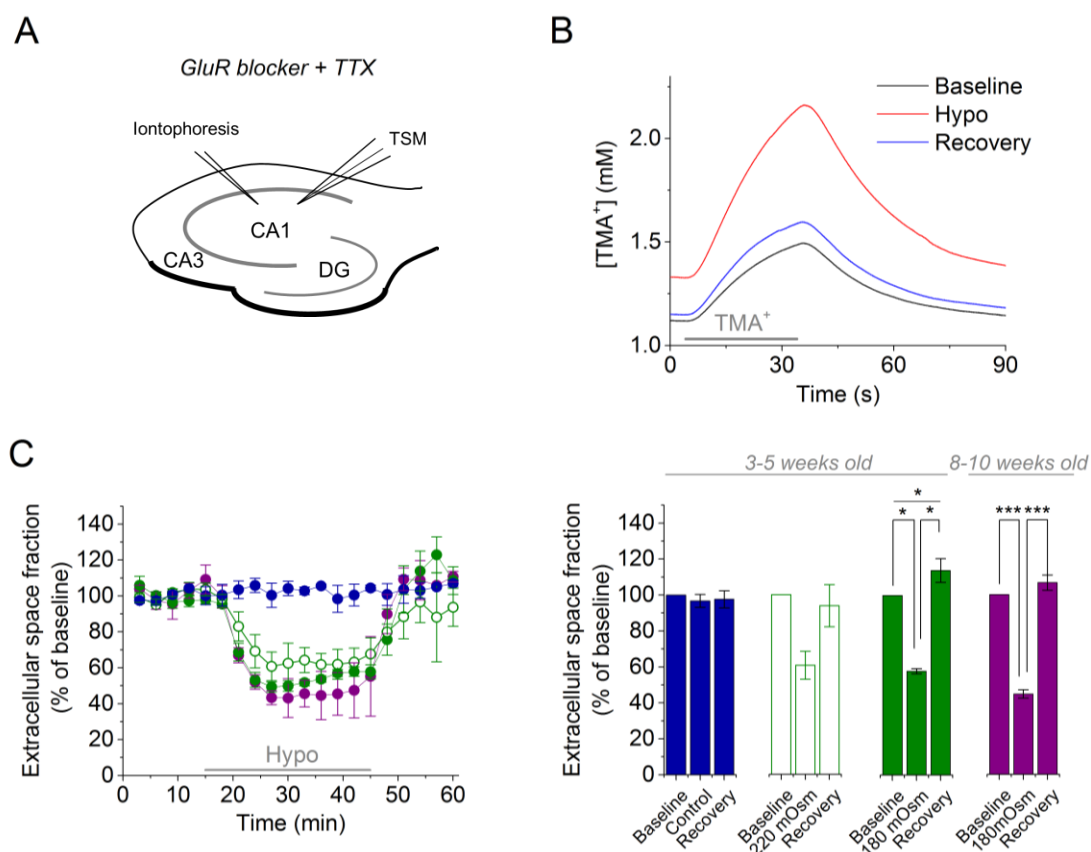 A
GluR blocker + TTX
Iontophoresis
TSM
CA1
CA3
DG
B
Baseline
Hypo
Recovery
[TMA⁺] (mM)
2.0
1.5
1.0
TMA⁺
0
30
60
90
Time (s)
C
Extracellular space fraction
(% of baseline)
140
120
100
80
60
40
20
0
Hypo
0
10
20
30
40
50
60
Time (min)
3-5 weeks old
8-10 weeks old
Extracellular space fraction
(% of baseline)
140
120
100
80
60
40
20
0
*
* *
*** ***
Baseline
Control
Recovery
Baseline
220 mOsm
Recovery
Baseline
180 mOsm
Recovery
Baseline
180mOsm
Recovery